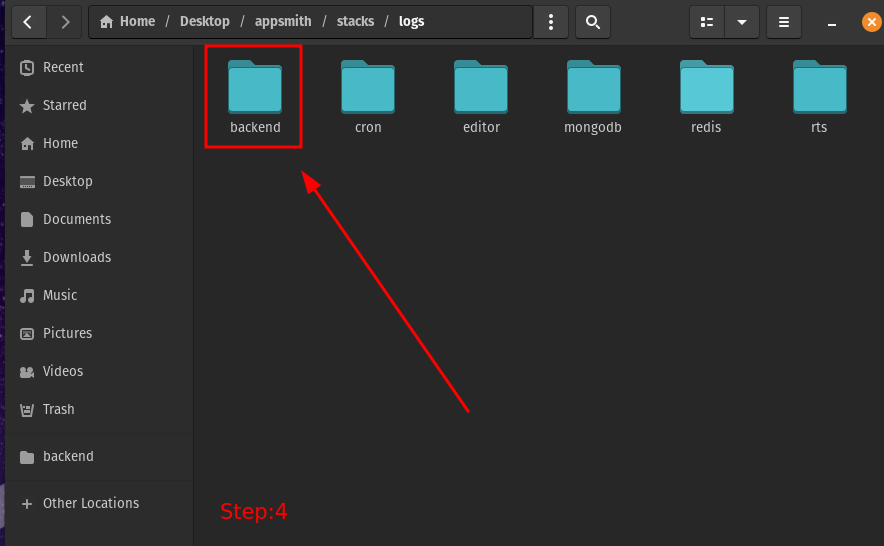 Home / Desktop / appsmith / stacks / logs
Recent
Starred
Home
Desktop
Documents
Downloads
Music
Pictures
Videos
Trash
backend
Other Locations
backend cron editor mongodb redis rts
Step:4